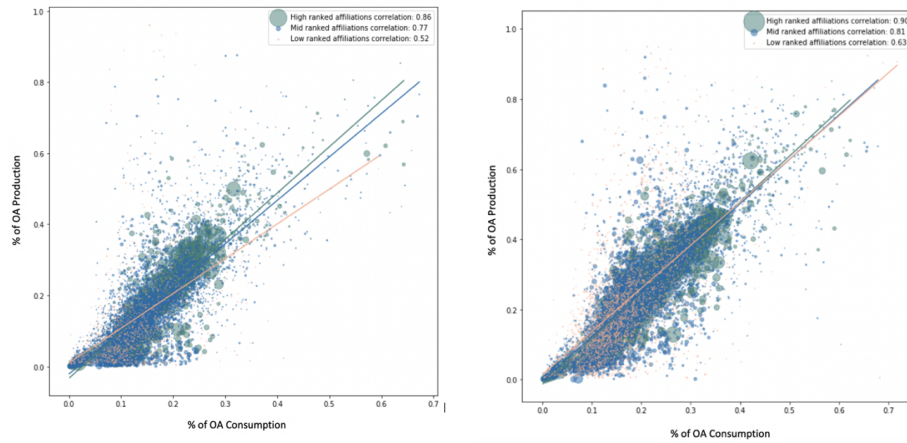 High ranked affiliations correlation: 0.86
Mid ranked affiliations correlation: 0.77
Low ranked affiliations correlation: 0.52
1.0
0.8
0.6
0.4
0.2
0.0
% of OA Production
0.0 0.1 0.2 0.3 0.4 0.5 0.6 0.7
% of OA Consumption
High ranked affiliations correlation: 0.90
Mid ranked affiliations correlation: 0.81
Low ranked affiliations correlation: 0.63
1.0
0.8
0.6
0.4
0.2
0.0
% of OA Production
0.0 0.1 0.2 0.3 0.4 0.5 0.6 0.7
% of OA Consumption